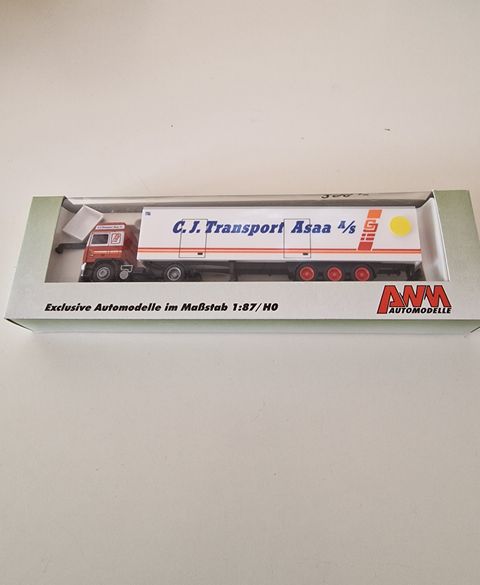 C.J. Transport Asaa A/S
Exclusive Automodelle im Maßstab 1:87/H0
AWM
AUTOMODELLE